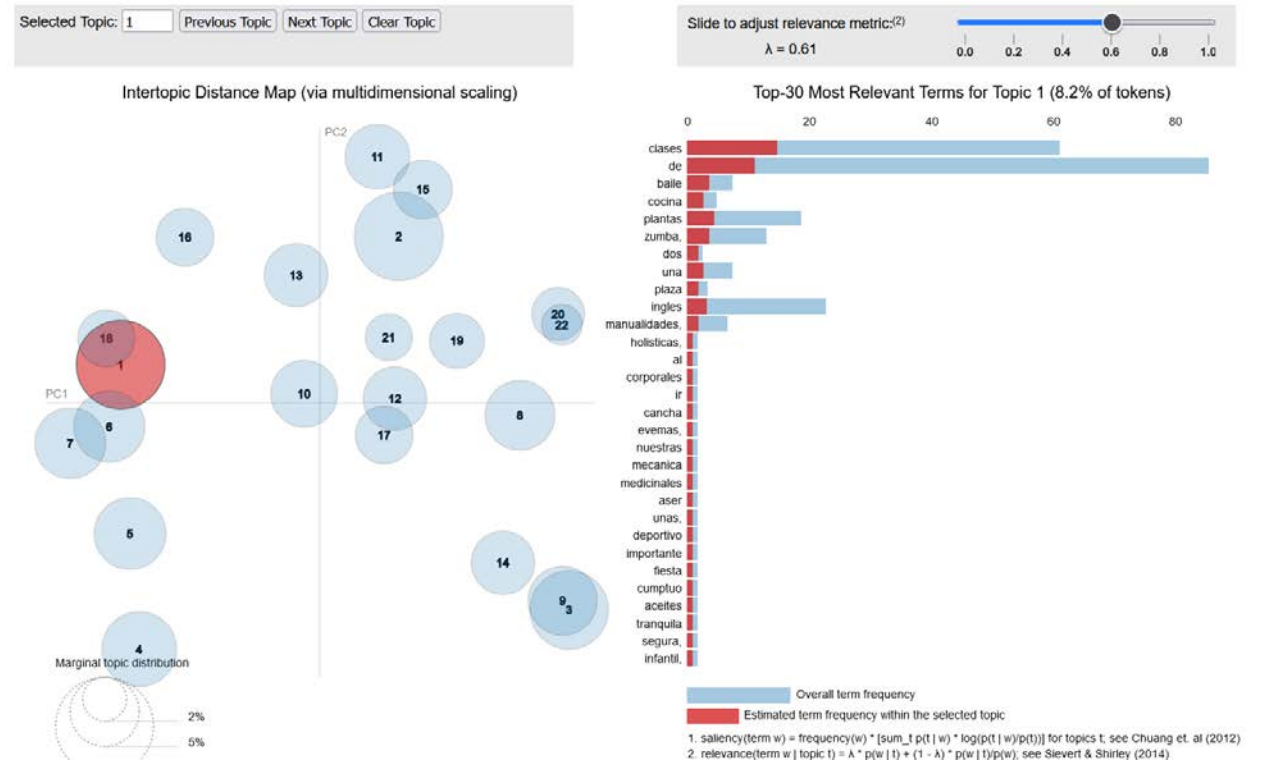 Selected Topic: 1 Previous Topic Next Topic Clear Topic
Slide to adjust relevance metric:(2)
λ = 0.61
0.0 0.2 0.4 0.6 0.8 1.0
Intertopic Distance Map (via multidimensional scaling)
PC2
PC1
11
15
2
16
13
20
22
21
19
18
1
10
12
8
6
17
7
5
14
9
3
4
Marginal topic distribution
2%
5%
Top-30 Most Relevant Terms for Topic 1 (8.2% of tokens)
0 20 40 60 80
clases
de
baile
cocina
plantas
zumba,
dos
una
plaza
ingles
manualidades,
holisticas,
al
corporales
ir
cancha
evemas,
nuestras
mecanica
medicinales
aser
unas,
deportivo
importante
fiesta
cumptuo
aceites
tranquila
segura,
infantil,
Overall term frequency
Estimated term frequency within the selected topic
1. saliency(term w) = frequency(w) * [sum_t p(t | w) * log(p(t | w)/p(t))] for topics t; see Chuang et. al (2012)
2. relevance(term w | topic t) = λ * p(w | t) + (1 - λ) * p(w | t)/p(w); see Sievert & Shirley (2014)